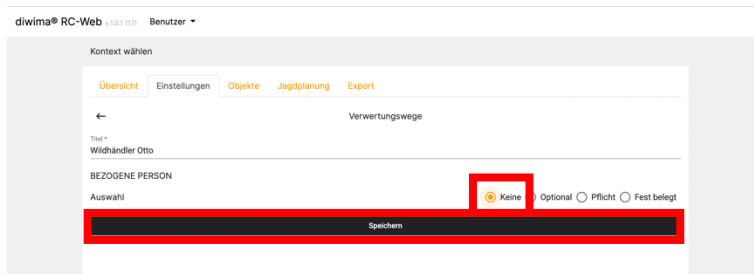 diwima® RC-Web v.1.0.1 (17) Benutzer
Kontext wählen
Übersicht Einstellungen Objekte Jagdplanung Export
Verwertungswege
Titel *
Wildhändler Otto
BEZOGENE PERSON
Auswahl Keine Optional Pflicht Fest belegt
Speichern